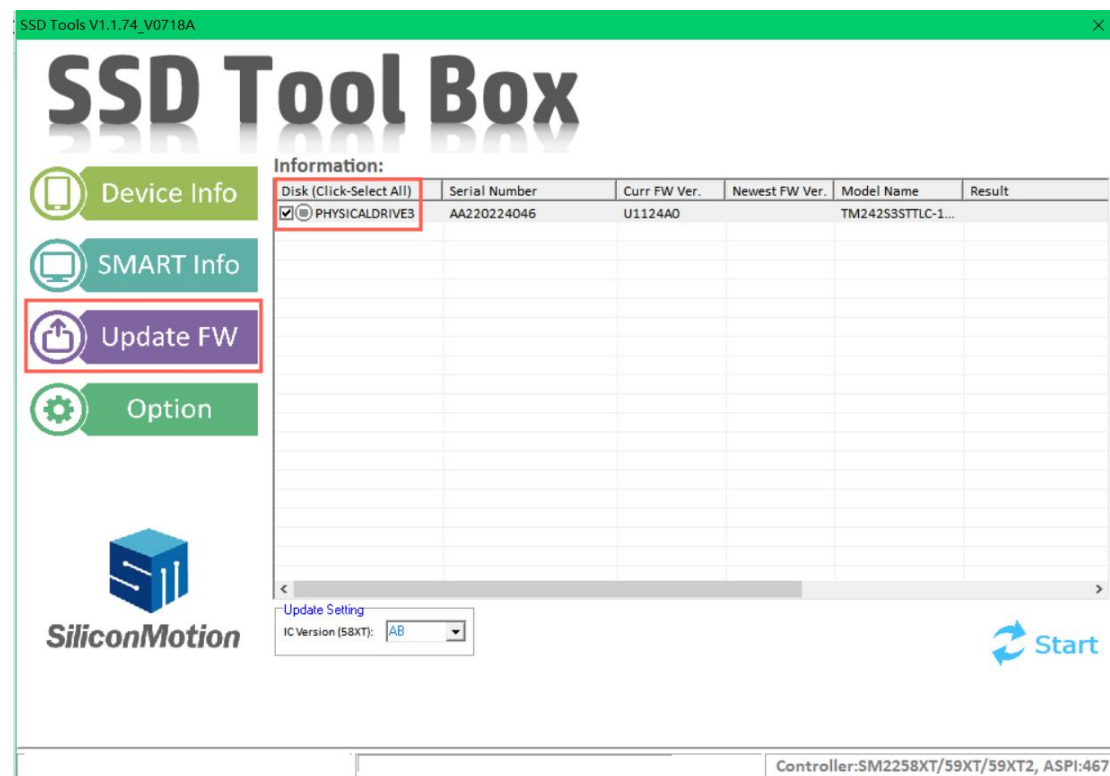 SSD Tools V1.1.74_V0718A
SSD Tool Box
Information:
Disk (Click-Select All) Serial Number Curr FW Ver. Newest FW Ver. Model Name Result
PHYSICALDRIVE3 AA220224046 U1124A0 TM242S3STTLC-1...
Device Info
SMART Info
Update FW
Option
SiliconMotion
Update Setting
IC Version (58XT): AB
Start
Controller:SM2258XT/59XT/59XT2, ASPI:467